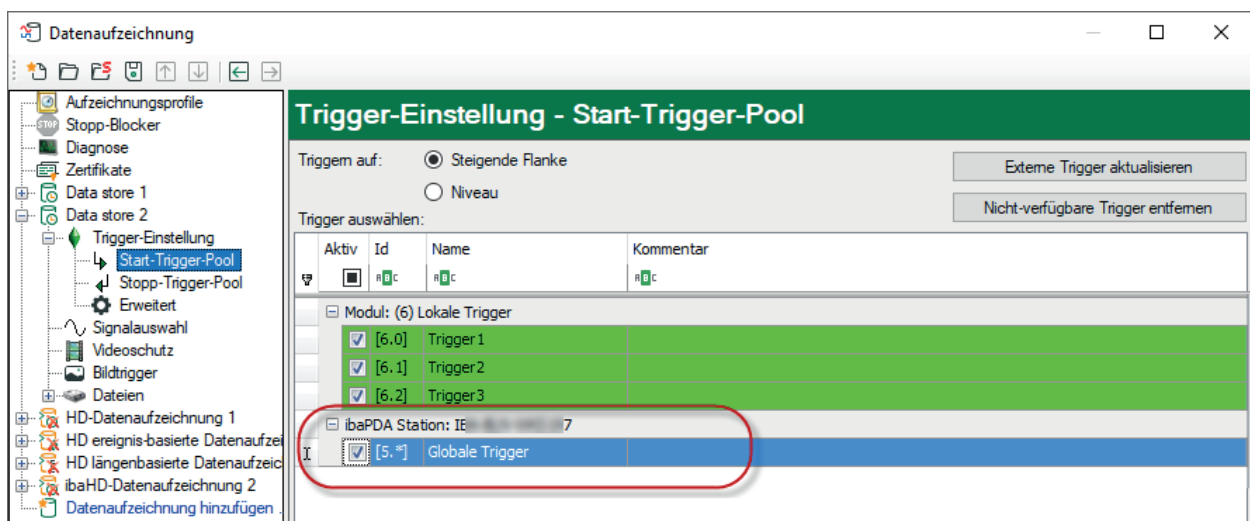 Datenaufzeichnung
Aufzeichnungsprofile
Stopp-Blocker
Diagnose
Zertifikate
Data store 1
Data store 2
Trigger-Einstellung
Start-Trigger-Pool
Stopp-Trigger-Pool
Erweitert
Signalauswahl
Videoschutz
Bildtrigger
Dateien
HD-Datenaufzeichnung 1
HD ereignis-basierte Datenaufzei
HD längenbasierte Datenaufzeic
ibaHD-Datenaufzeichnung 2
Datenaufzeichnung hinzufügen .
Trigger-Einstellung - Start-Trigger-Pool
Triggern auf: Steigende Flanke
Niveau
Externe Trigger aktualisieren
Nicht-verfügbare Trigger entfernen
Trigger auswählen:
Aktiv Id Name Kommentar
Modul: (6) Lokale Trigger
[6.0] Trigger1
[6.1] Trigger2
[6.2] Trigger3
ibaPDA Station:
[5.*] Globale Trigger